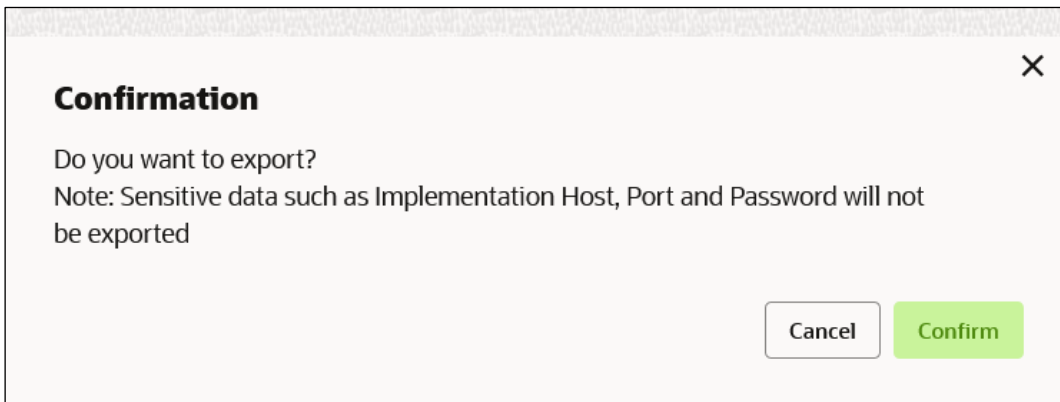 Confirmation
Do you want to export?
Note: Sensitive data such as Implementation Host, Port and Password will not
be exported
Cancel
Confirm